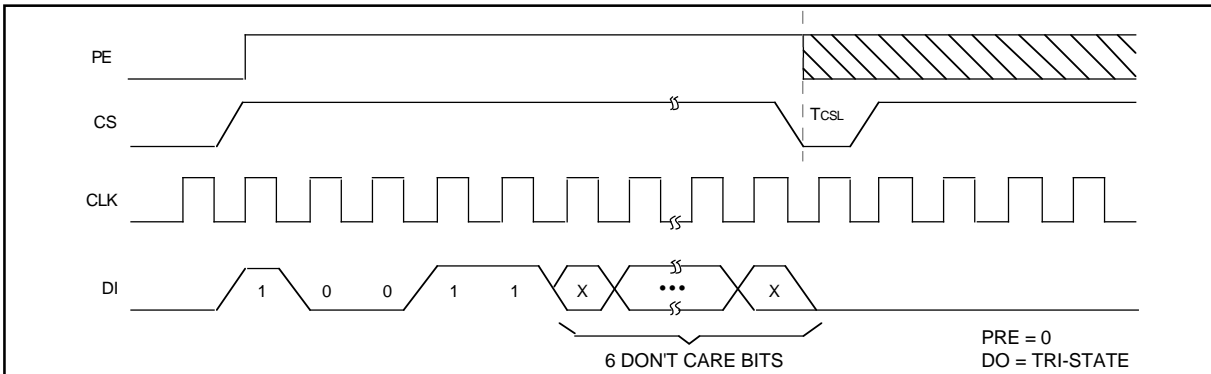 PE
CS
TCSL
CLK
DI
1 0 0 1 1 X ••• X
6 DON'T CARE BITS
PRE = 0
DO = TRI-STATE